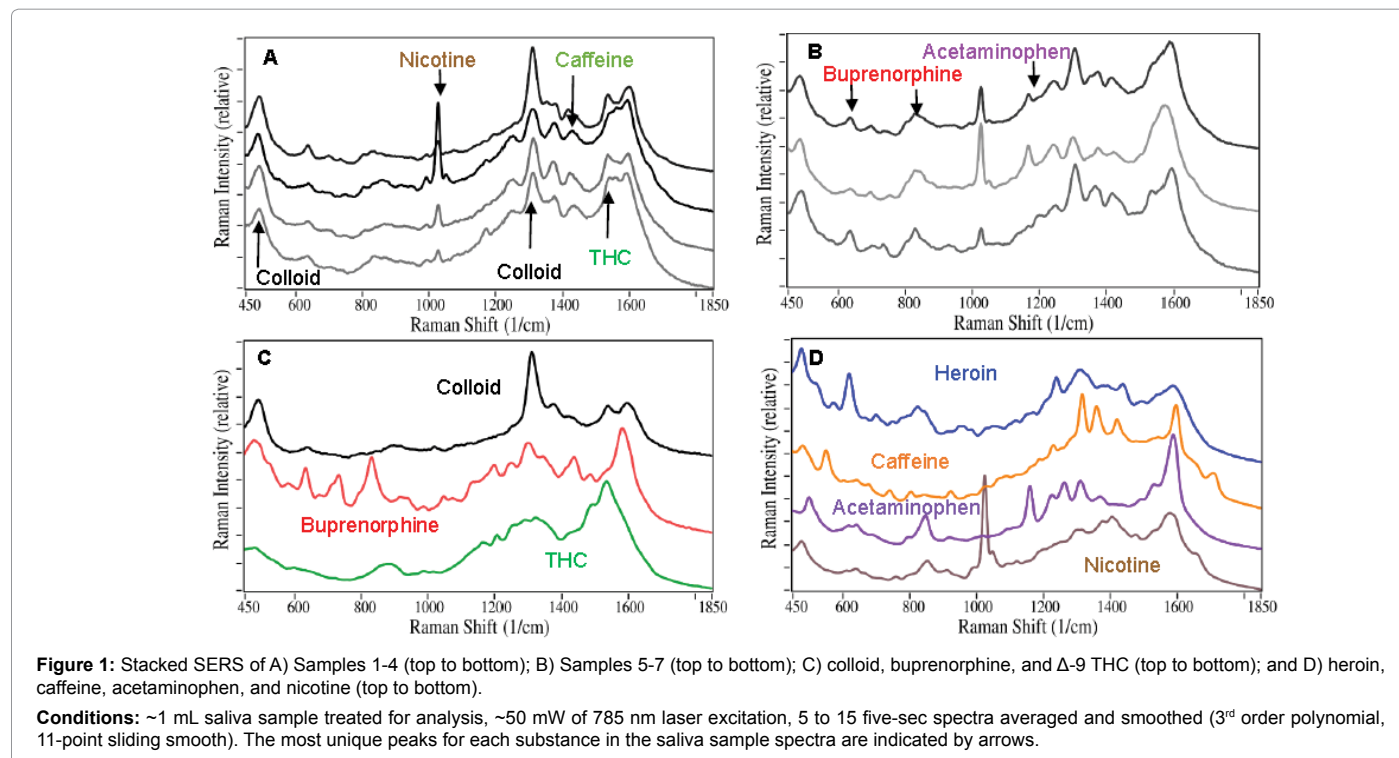 A
Nicotine
Caffeine
Colloid
Colloid
THC
Raman Intensity (relative)
450 600 800 1000 1200 1400 1600 1850
Raman Shift (1/cm)
B
Acetaminophen
Buprenorphine
Raman Intensity (relative)
450 600 800 1000 1200 1400 1600 1850
Raman Shift (1/cm)
C
Colloid
Buprenorphine
THC
Raman Intensity (relative)
450 600 800 1000 1200 1400 1600 1850
Raman Shift (1/cm)
D
Heroin
Caffeine
Acetaminophen
Nicotine
Raman Intensity (relative)
450 600 800 1000 1200 1400 1600 1850
Raman Shift (1/cm)
Figure 1: Stacked SERS of A) Samples 1-4 (top to bottom); B) Samples 5-7 (top to bottom); C) colloid, buprenorphine, and Δ-9 THC (top to bottom); and D) heroin,
caffeine, acetaminophen, and nicotine (top to bottom).
Conditions: ~1 mL saliva sample treated for analysis, ~50 mW of 785 nm laser excitation, 5 to 15 five-sec spectra averaged and smoothed (3rd order polynomial,
11-point sliding smooth). The most unique peaks for each substance in the saliva sample spectra are indicated by arrows.